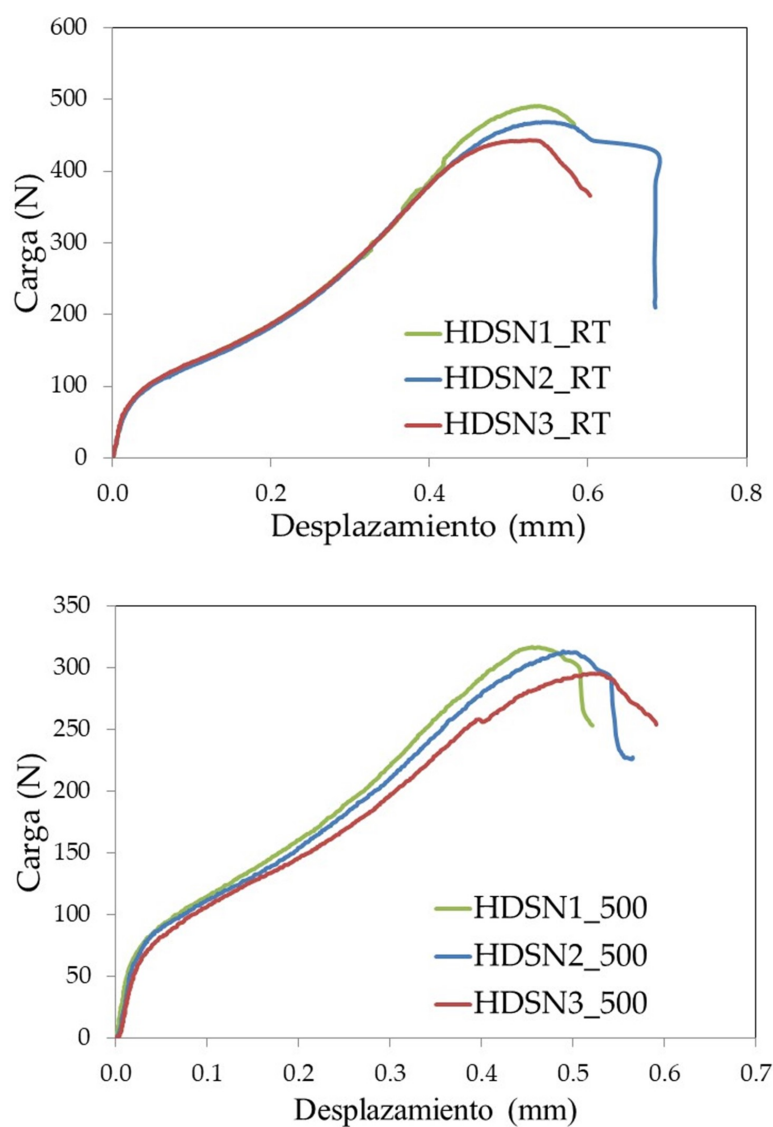 600
500
400
300
200
100
0
Carga (N)
HDSN1_RT
HDSN2_RT
HDSN3_RT
0.0 0.2 0.4 0.6 0.8
Desplazamiento (mm)
350
300
250
200
150
100
50
0
Carga (N)
HDSN1_500
HDSN2_500
HDSN3_500
0.0 0.1 0.2 0.3 0.4 0.5 0.6 0.7
Desplazamiento (mm)